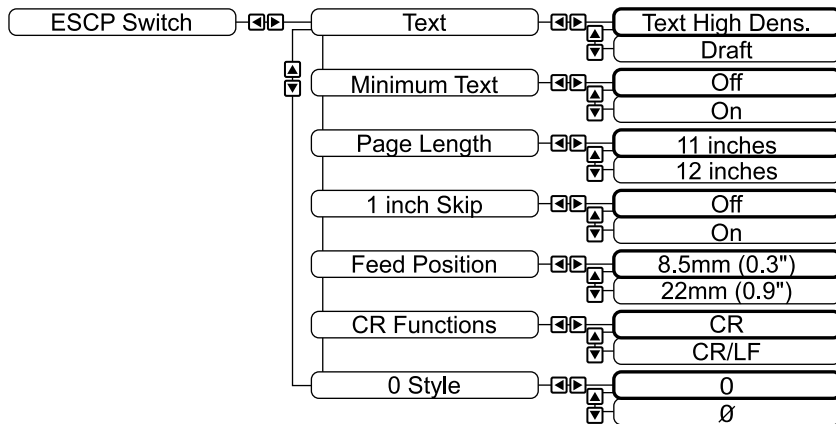 ESCP Switch
Text
Text High Dens.
Draft
Minimum Text
Off
On
Page Length
11 inches
12 inches
1 inch Skip
Off
On
Feed Position
8.5mm (0.3")
22mm (0.9")
CR Functions
CR
CR/LF
0 Style
0
Ø